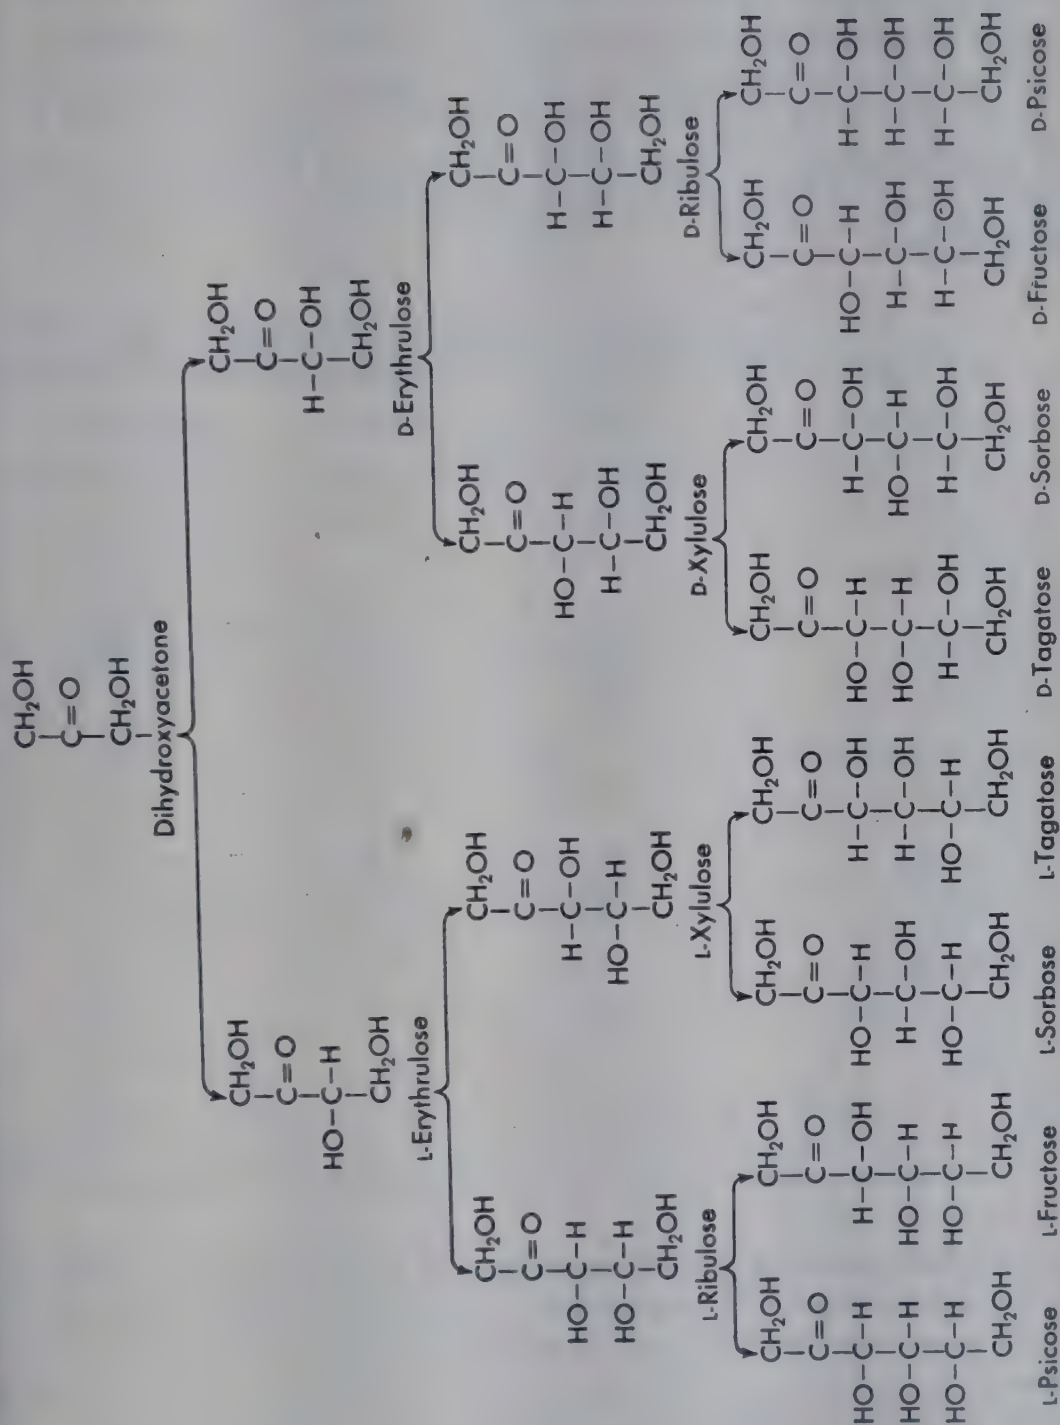 CH₂OH
C=O
CH₂OH
Dihydroxyacetone
CH₂OH CH₂OH
C=O C=O
HO–C–H H–C–OH
CH₂OH CH₂OH
L-Erythrulose D-Erythrulose
CH₂OH CH₂OH CH₂OH CH₂OH
C=O C=O C=O C=O
HO–C–H H–C–OH HO–C–H H–C–OH
HO–C–H HO–C–H H–C–OH H–C–OH
CH₂OH CH₂OH CH₂OH CH₂OH
L-Ribulose L-Xylulose D-Xylulose D-Ribulose
CH₂OH CH₂OH CH₂OH CH₂OH CH₂OH CH₂OH CH₂OH CH₂OH
C=O C=O C=O C=O C=O C=O C=O C=O
HO–C–H H–C–OH HO–C–H H–C–OH HO–C–H H–C–OH HO–C–H H–C–OH
HO–C–H HO–C–H H–C–OH H–C–OH HO–C–H HO–C–H H–C–OH H–C–OH
HO–C–H HO–C–H HO–C–H HO–C–H H–C–OH H–C–OH H–C–OH H–C–OH
CH₂OH CH₂OH CH₂OH CH₂OH CH₂OH CH₂OH CH₂OH CH₂OH
L-Psicose L-Fructose L-Sorbose L-Tagatose D-Tagatose D-Sorbose D-Fructose D-Psicose